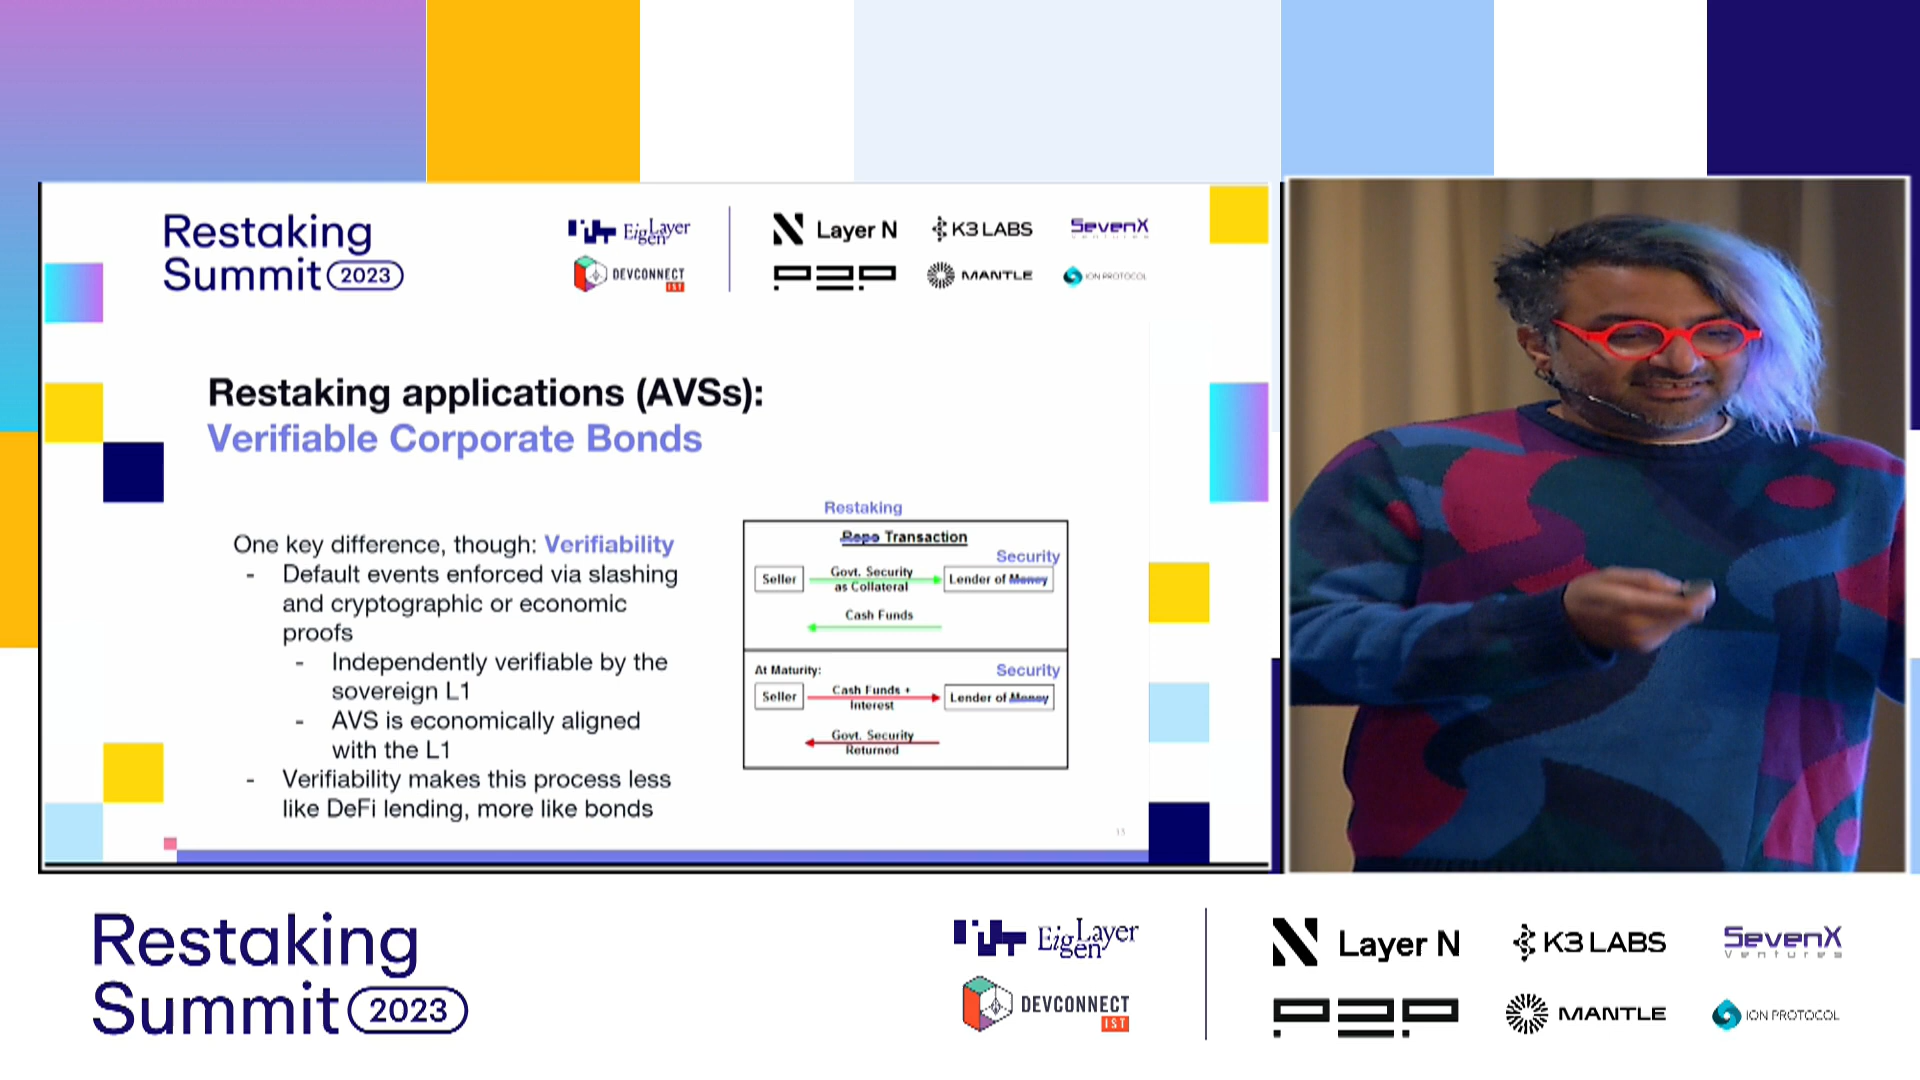 Restaking
Summit 2023
EigenLayer
DEVCONNECT
IST
Layer N
K3 LABS
SevenX
P2P
MANTLE
ION PROTOCOL
Restaking applications (AVSs):
Verifiable Corporate Bonds
One key difference, though: Verifiability
- Default events enforced via slashing
and cryptographic or economic
proofs
- Independently verifiable by the
sovereign L1
- AVS is economically aligned
with the L1
- Verifiability makes this process less
like DeFi lending, more like bonds
Restaking
Repo Transaction
Security
Seller
Govt. Security
as Collateral
Lender of Money
Cash Funds
At Maturity:
Security
Seller
Cash Funds +
Interest
Lender of Money
Govt. Security
Returned
13
Restaking
Summit 2023
EigenLayer
DEVCONNECT
IST
Layer N
K3 LABS
SevenX
Ventures
P2P
MANTLE
ION PROTOCOL